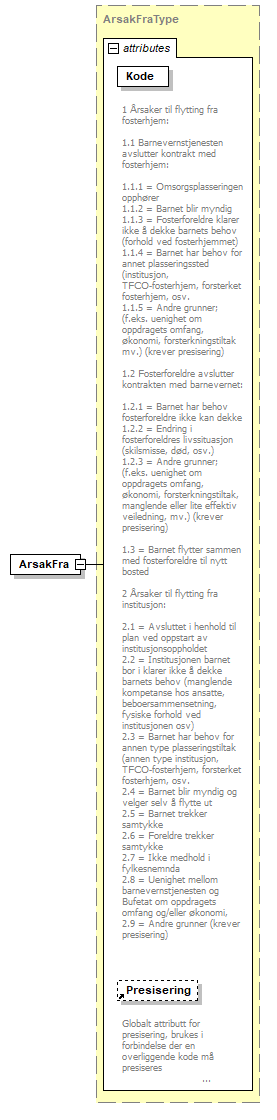 ArsakFraType
attributes
Kode
1 Årsaker til flytting fra
fosterhjem:
1.1 Barnevernstjenesten
avslutter kontrakt med
fosterhjem:
1.1.1 = Omsorgsplasseringen
opphører
1.1.2 = Barnet blir myndig
1.1.3 = Fosterforeldre klarer
ikke å dekke barnets behov
(forhold ved fosterhjemmet)
1.1.4 = Barnet har behov for
annet plasseringssted
(institusjon,
TFCO-fosterhjem, forsterket
fosterhjem, osv.
1.1.5 = Andre grunner;
(f.eks. uenighet om
oppdragets omfang,
økonomi, forsterkningstiltak
mv.) (krever presisering)
1.2 Fosterforeldre avslutter
kontrakten med barnevernet:
1.2.1 = Barnet har behov
fosterforeldre ikke kan dekke
1.2.2 = Endring i
fosterforeldres livssituasjon
(skilsmisse, død, osv.)
1.2.3 = Andre grunner;
(f.eks. uenighet om
oppdragets omfang,
økonomi, forsterkningstiltak,
manglende eller lite effektiv
veiledning, mv.) (krever
presisering)
1.3 = Barnet flytter sammen
med fosterforeldre til nytt
bosted
ArsakFra
2 Årsaker til flytting fra
institusjon:
2.1 = Avsluttet i henhold til
plan ved oppstart av
institusjonsoppholdet
2.2 = Institusjonen barnet
bor i klarer ikke å dekke
barnets behov (manglende
kompetanse hos ansatte,
beboersammensetning,
fysiske forhold ved
institusjonen osv)
2.3 = Barnet har behov for
annen type plasseringstiltak
(annen type institusjon,
TFCO-fosterhjem, forsterket
fosterhjem, osv.
2.4 = Barnet blir myndig og
velger selv å flytte ut
2.5 = Barnet trekker
samtykke
2.6 = Foreldre trekker
samtykke
2.7 = Ikke medhold i
fylkesnemnda
2.8 = Uenighet mellom
barnevernstjenesten og
Bufetat om oppdragets
omfang og/eller økonomi,
2.9 = Andre grunner (krever
presisering)
Presisering
Globalt attributt for
presisering, brukes i
forbindelse der en
overliggende kode må
presiseres
...